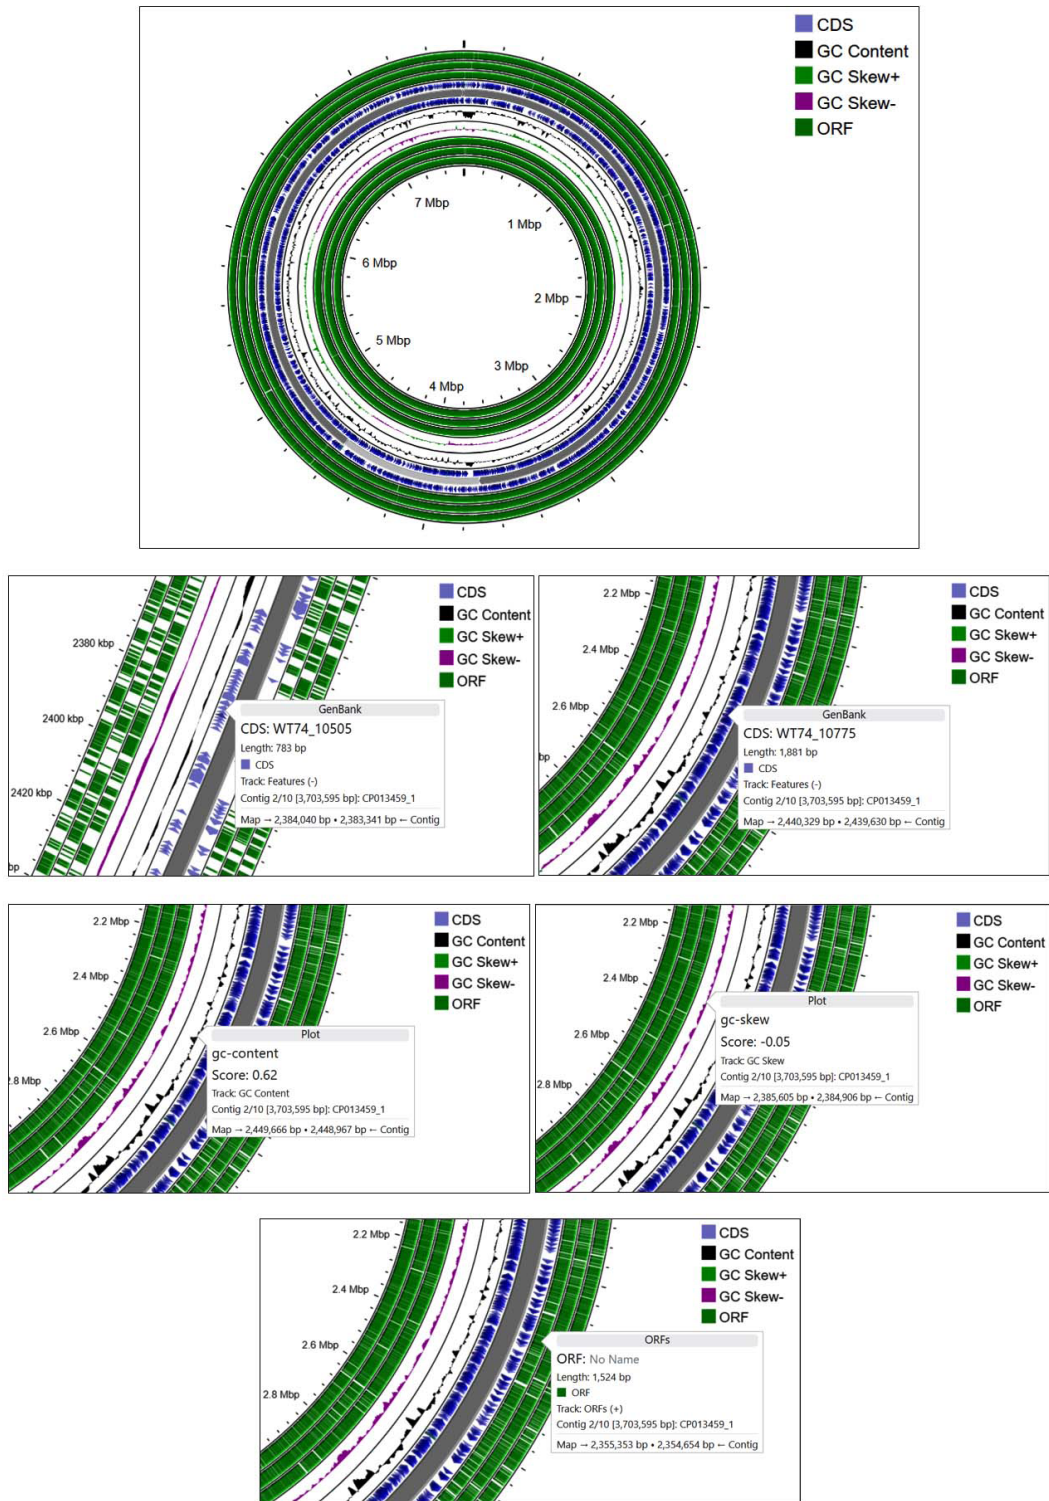 CDS
GC Content
GC Skew+
GC Skew-
ORF
7 Mbp
1 Mbp
6 Mbp
2 Mbp
5 Mbp
3 Mbp
4 Mbp
CDS
GC Content
GC Skew+
GC Skew-
ORF
2380 kbp
2400 kbp
2420 kbp
bp
GenBank
CDS: WT74_10505
Length: 783 bp
CDS
Track: Features (-)
Contig 2/10 [3,703,595 bp]: CP013459_1
Map → 2,384,040 bp • 2,383,341 bp ← Contig
CDS
GC Content
GC Skew+
GC Skew-
ORF
2.2 Mbp
2.4 Mbp
2.6 Mbp
bp
GenBank
CDS: WT74_10775
Length: 1,881 bp
CDS
Track: Features (-)
Contig 2/10 [3,703,595 bp]: CP013459_1
Map → 2,440,329 bp • 2,439,630 bp ← Contig
CDS
GC Content
GC Skew+
GC Skew-
ORF
2.2 Mbp
2.4 Mbp
2.6 Mbp
2.8 Mbp
Plot
gc-content
Score: 0.62
Track: GC Content
Contig 2/10 [3,703,595 bp]: CP013459_1
Map → 2,449,666 bp • 2,448,967 bp ← Contig
CDS
GC Content
GC Skew+
GC Skew-
ORF
2.2 Mbp
2.4 Mbp
2.6 Mbp
2.8 Mbp
Plot
gc-skew
Score: -0.05
Track: GC Skew
Contig 2/10 [3,703,595 bp]: CP013459_1
Map → 2,385,605 bp • 2,384,906 bp ← Contig
CDS
GC Content
GC Skew+
GC Skew-
ORF
2.2 Mbp
2.4 Mbp
2.6 Mbp
2.8 Mbp
ORFs
ORF: No Name
Length: 1,524 bp
ORF
Track: ORFs (+)
Contig 2/10 [3,703,595 bp]: CP013459_1
Map → 2,355,353 bp • 2,354,654 bp ← Contig